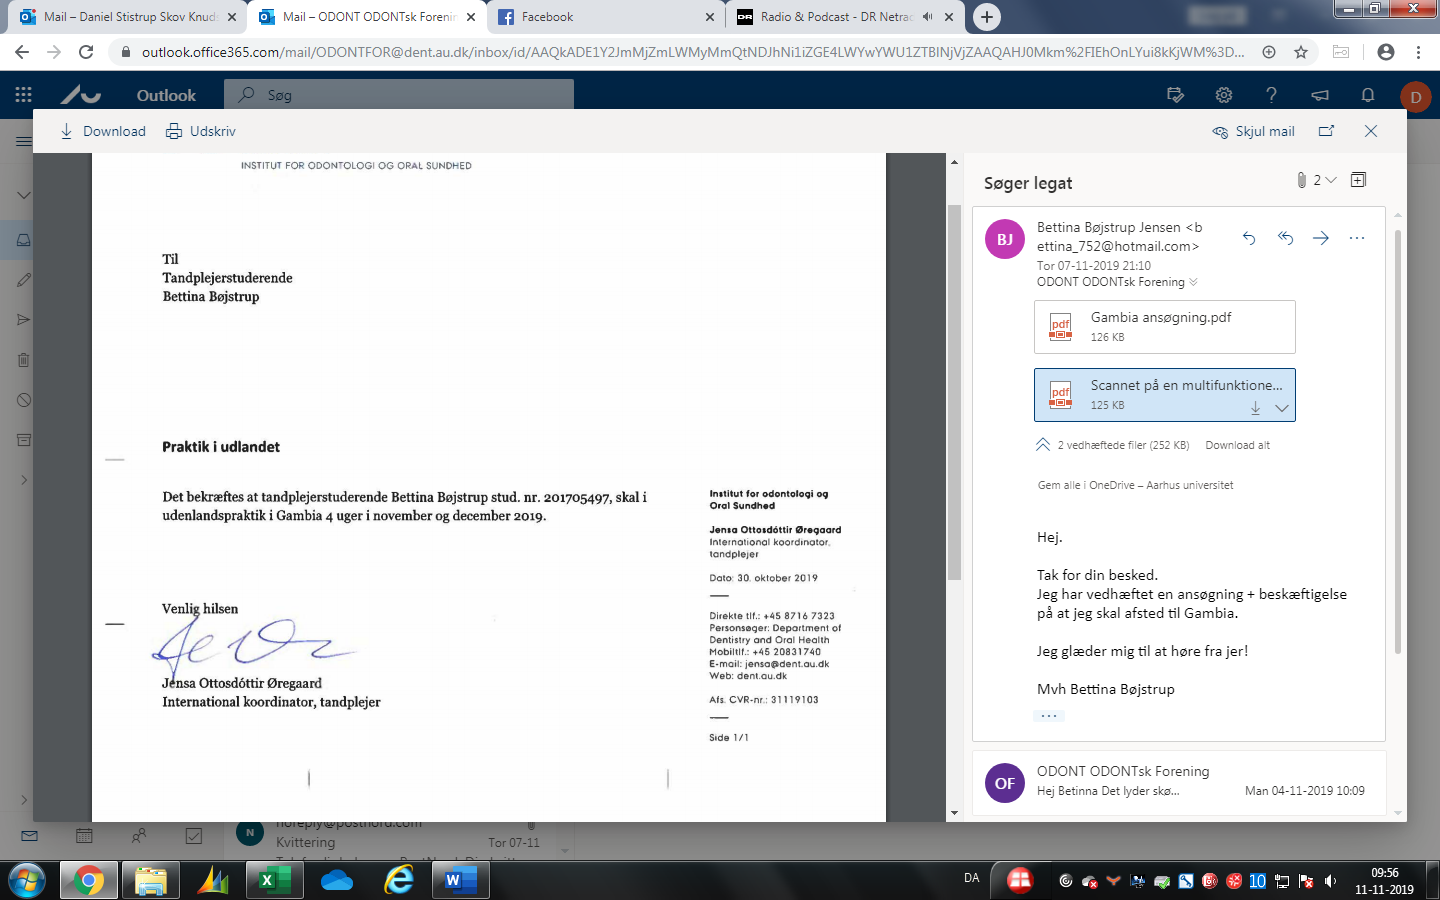 Mail – Daniel Stistrup Skov Knud
Mail – ODONT ODONTsk Forenin
Facebook
DR
Radio & Podcast - DR Netrad
outlook.office365.com/mail/ODONTFOR@dent.au.dk/inbox/id/AAQkADE1Y2JmMjZmLWMyMmQtNDJhNi1iZGE4LWYwYWU1ZTBlNjVjZAAQAHJ0Mkm%2FIEhOnLYui8kKjWM%3D...
Outlook
Søg
D
Download
Udskriv
Skjul mail
INSTITUT FOR ODONTOLOGI OG ORAL SUNDHED
Til
Tandplejerstuderende
Bettina Bøjstrup
Praktik i udlandet
Det bekræftes at tandplejerstuderende Bettina Bøjstrup stud. nr. 201705497, skal i
udenlandspraktik i Gambia 4 uger i november og december 2019.
Venlig hilsen
Jensa Ottosdóttir Øregaard
International koordinator, tandplejer
Institut for odontologi og
Oral Sundhed
Jensa Ottosdóttir Øregaard
International koordinator,
tandplejer
Dato: 30. oktober 2019
Direkte tlf.: +45 8716 7323
Personsøger: Department of
Dentistry and Oral Health
Mobiltlf.: +45 20831740
E-mail: jensa@dent.au.dk
Web: dent.au.dk
Afs. CVR-nr.: 31119103
Side 1/1
Søger legat
2
BJ
Bettina Bøjstrup Jensen <b
ettina_752@hotmail.com>
Tor 07-11-2019 21:10
ODONT ODONTsk Forening
pdf
Gambia ansøgning.pdf
126 KB
pdf
Scannet på en multifunktione...
125 KB
2 vedhæftede filer (252 KB)
Download alt
Gem alle i OneDrive – Aarhus universitet
Hej.
Tak for din besked.
Jeg har vedhæftet en ansøgning + beskæftigelse
på at jeg skal afsted til Gambia.
Jeg glæder mig til at høre fra jer!
Mvh Bettina Bøjstrup
OF
ODONT ODONTsk Forening
Hej Betinna Det lyder skø...
Man 04-11-2019 10:09
N
noreply@postnord.com
Kvittering
Tor 07-11
DA
10
09:56
11-11-2019